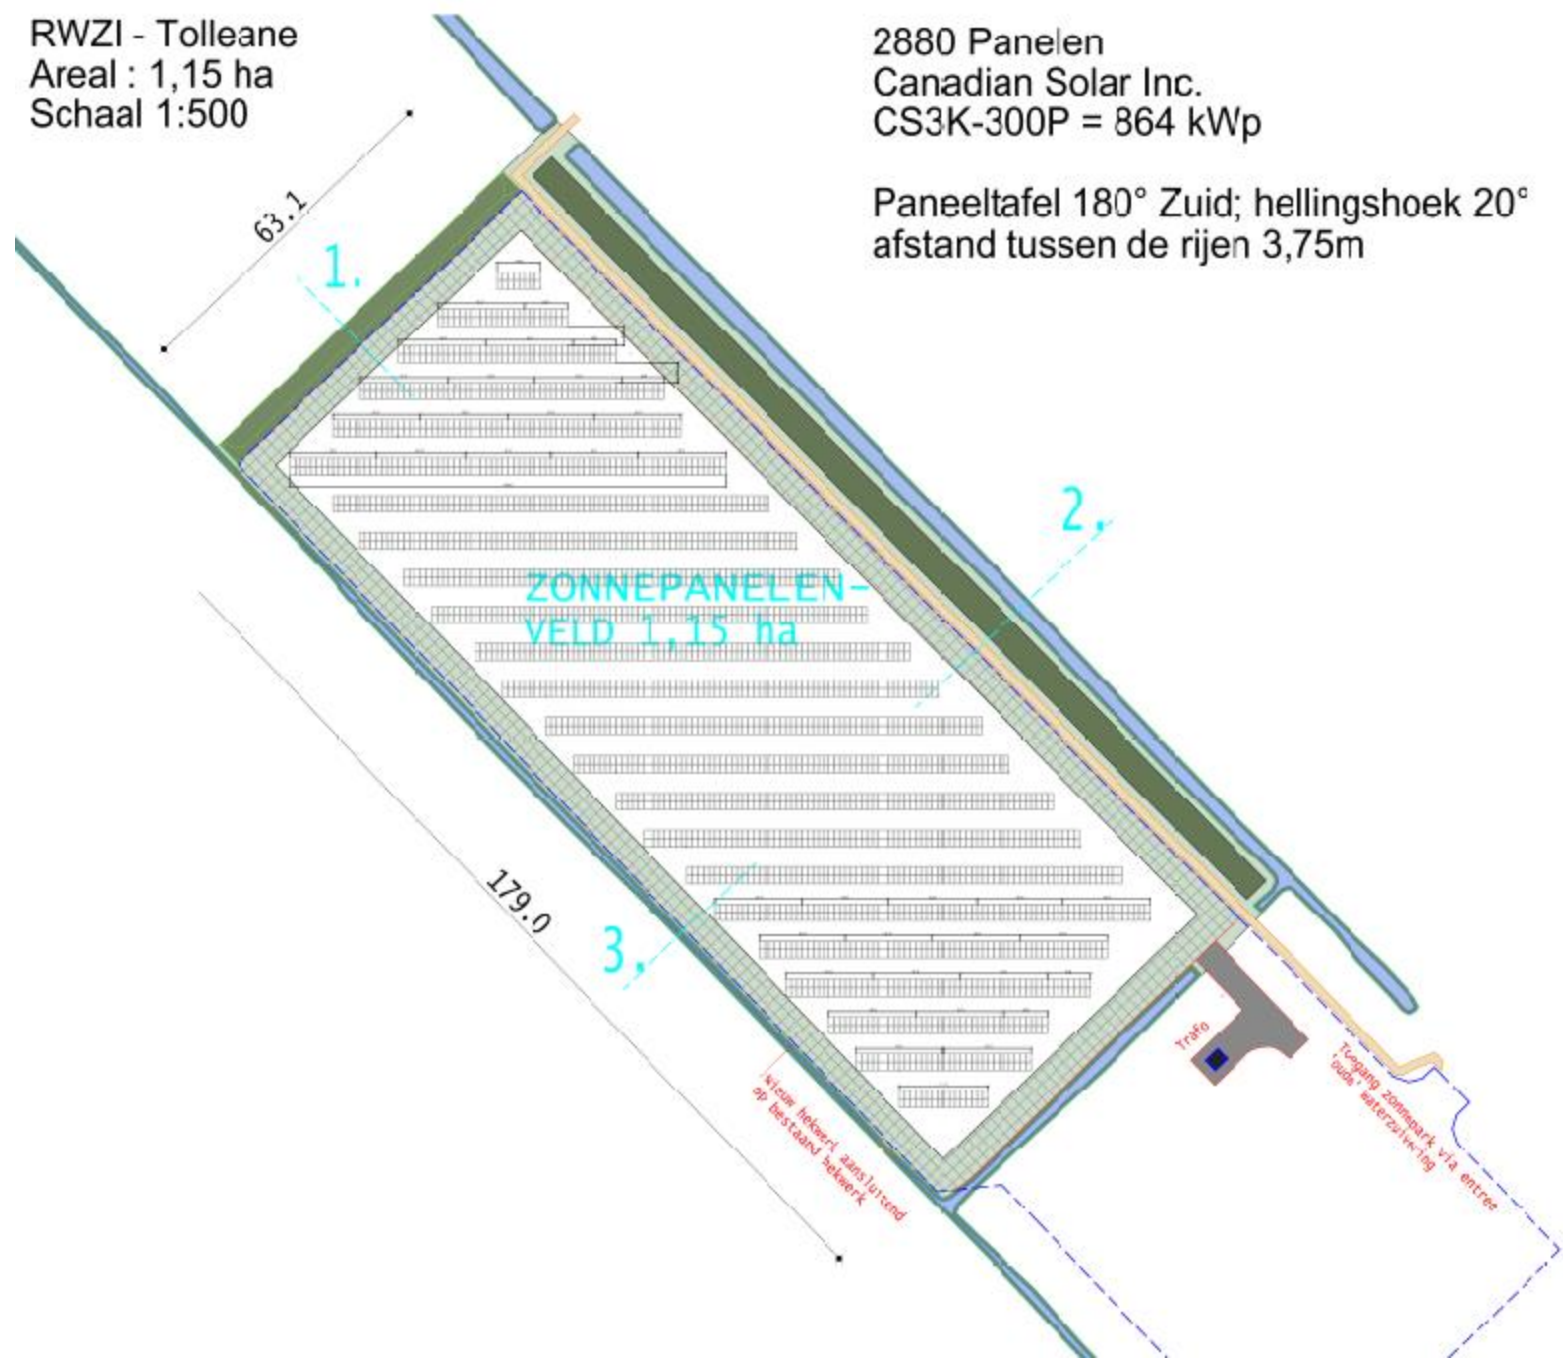 RWZI - Tolleane
Areal : 1,15 ha
Schaal 1:500
2880 Panelen
Canadian Solar Inc.
CS3K-300P = 864 kWp
Paneeltafel 180° Zuid; hellingshoek 20°
afstand tussen de rijen 3,75m
63.1
1.
2.
ZONNEPANELEN-
VELD 1,15 ha
179.0
3.
Trafo
Toegang zonnepark via entree
'oude' waterzuivering
Nieuw hekwerk aansluitend
op bestaand hekwerk